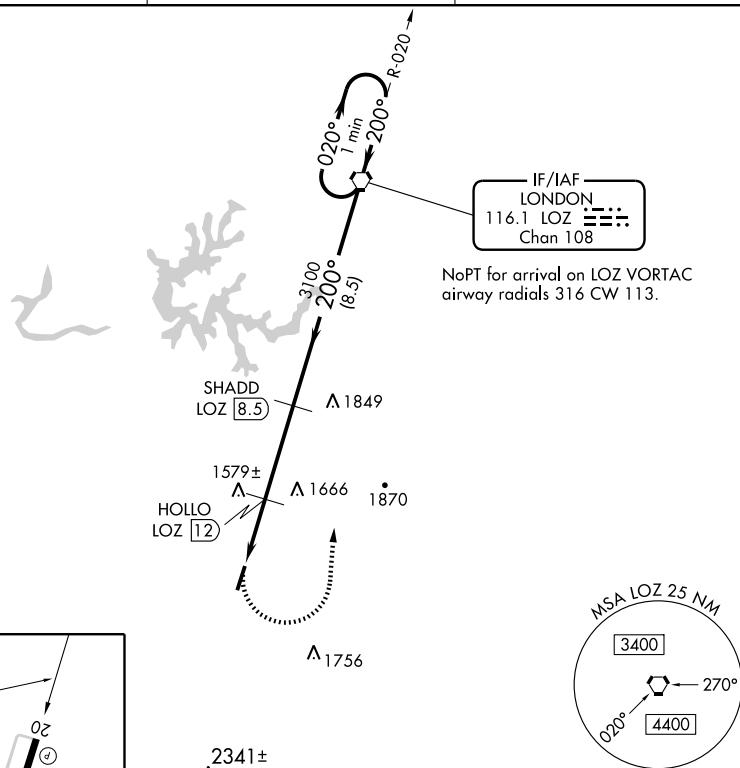 R-020
020°
1 min
200°
IF/IAF
LONDON
116.1 LOZ
Chan 108
NoPT for arrival on LOZ VORTAC
airway radials 316 CW 113.
3100
200°
(8.5)
SHADD
LOZ 8.5
1849
1579±
1666
1870
HOLLO
LOZ 12
MSA LOZ 25 NM
3400
270°
020°
4400
1756
20
P
2341±